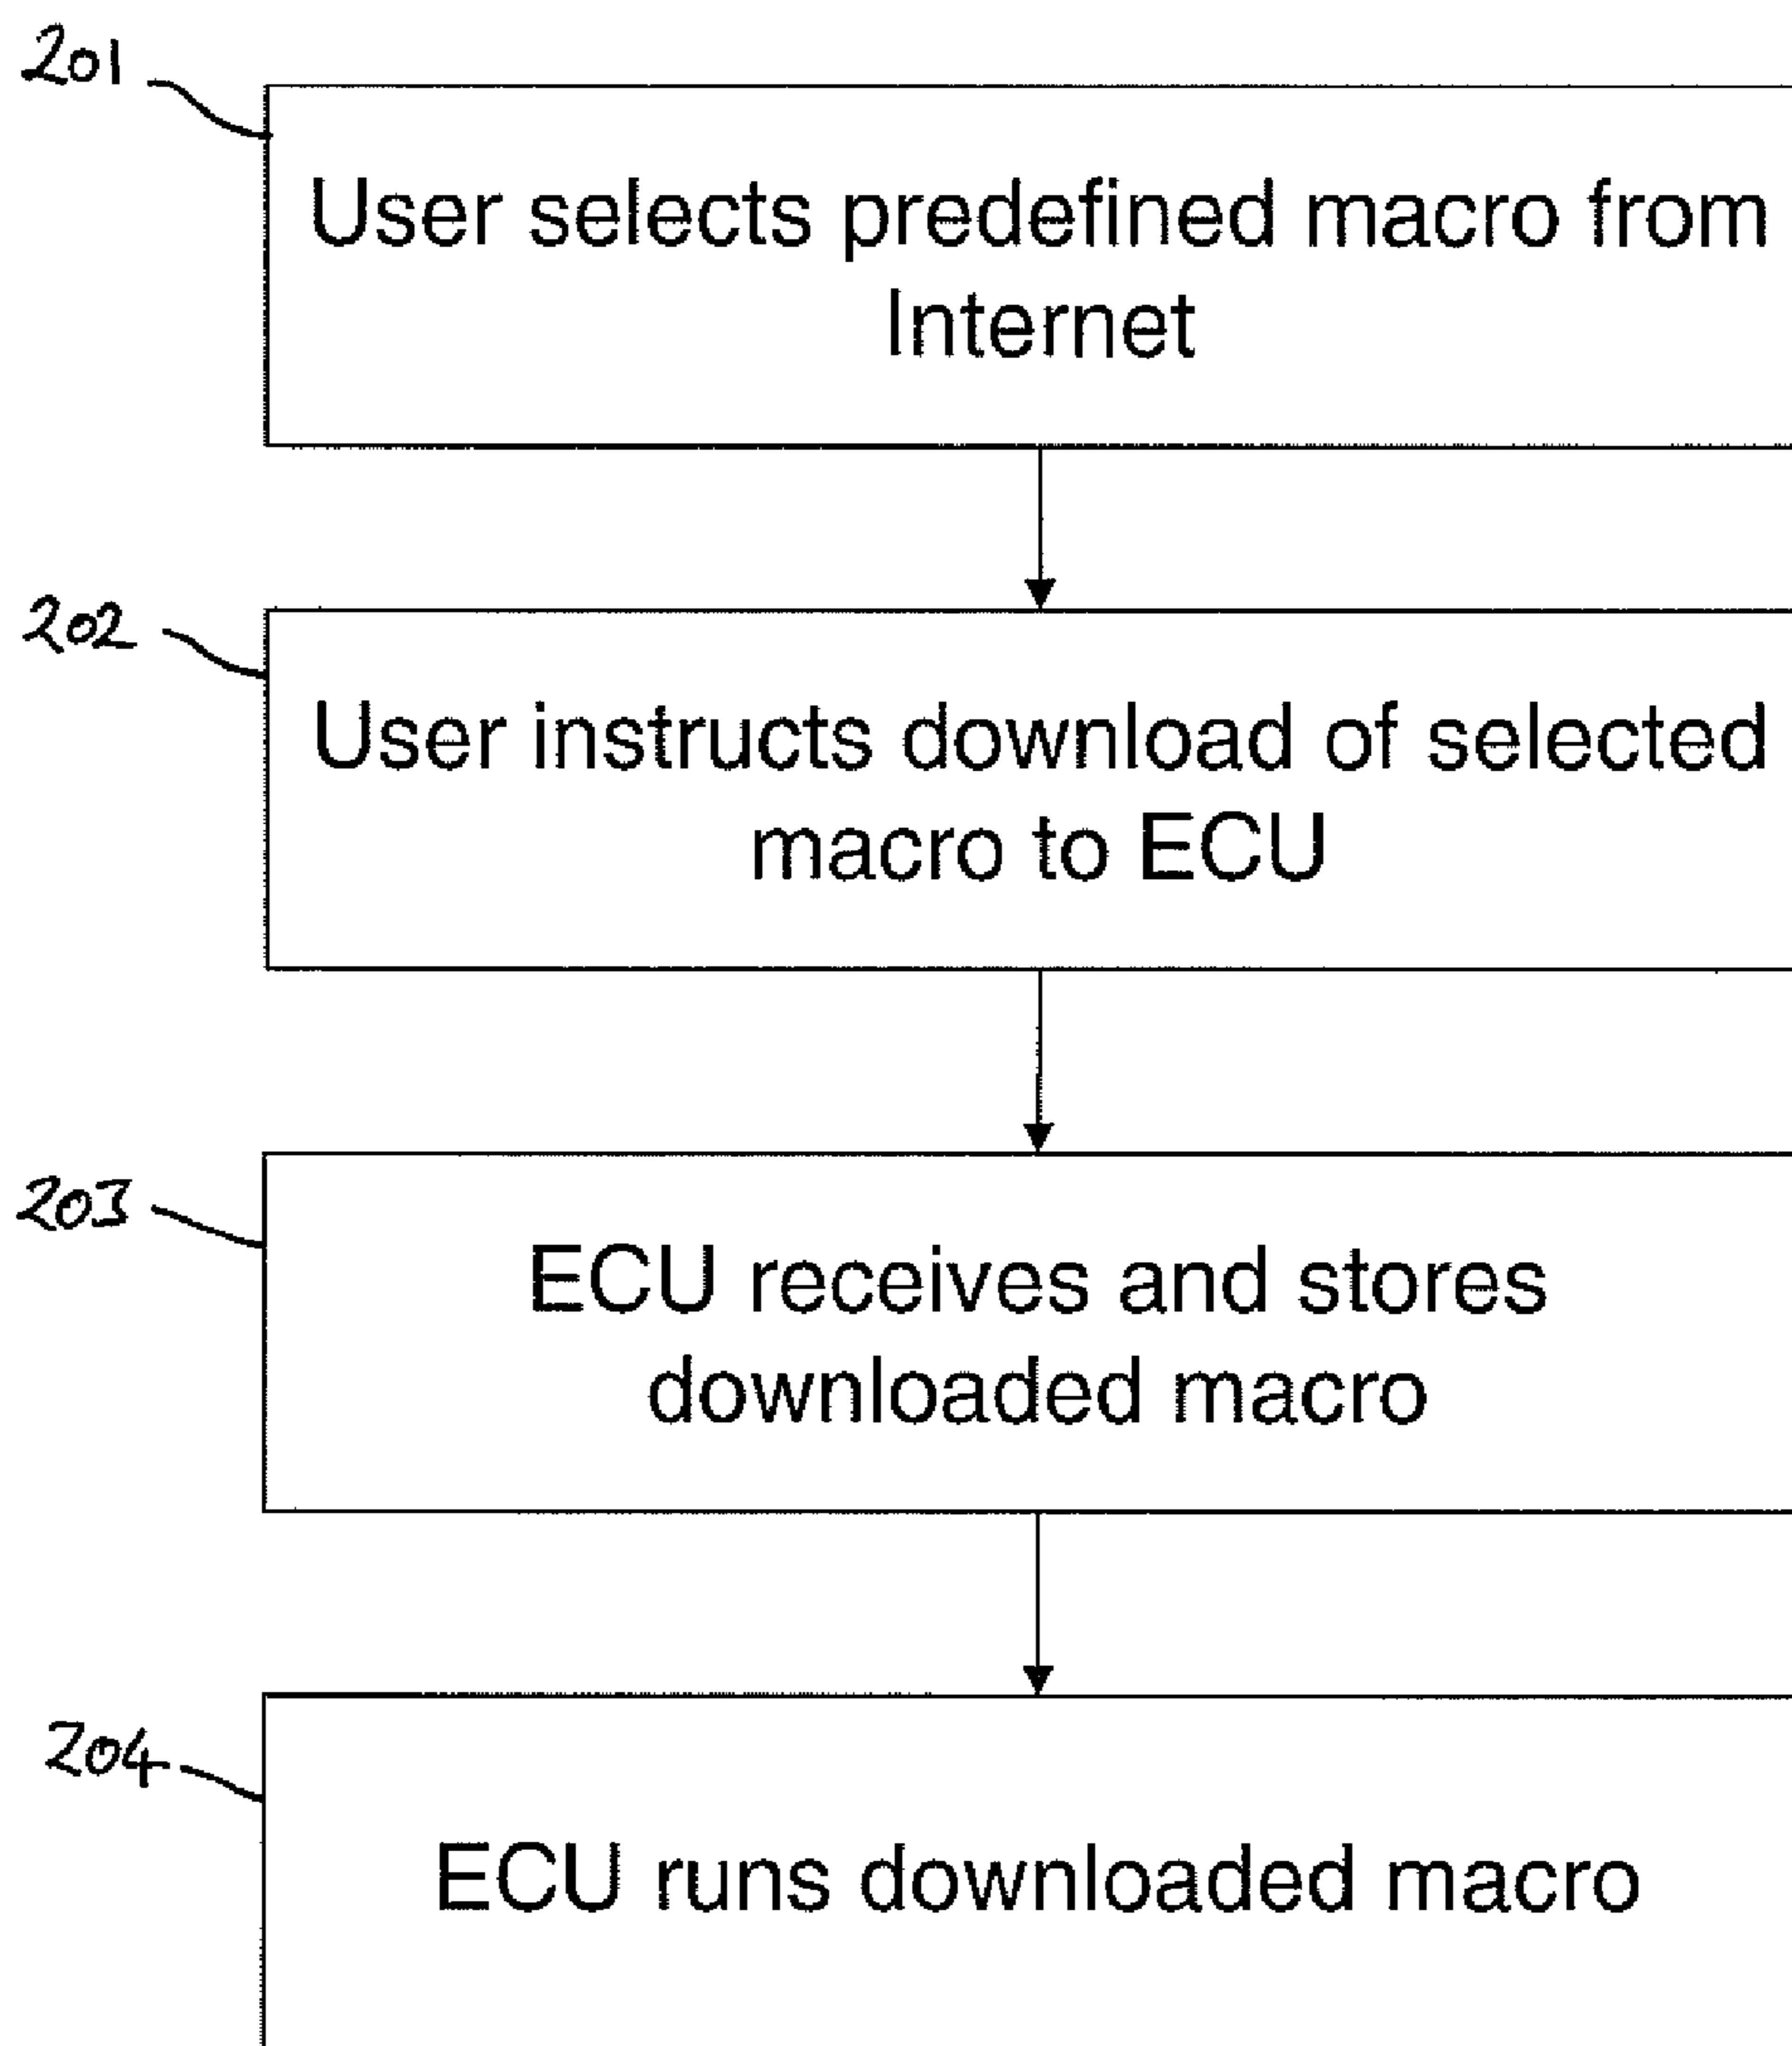 201
User selects predefined macro from
Internet
202
User instructs download of selected
macro to ECU
203
ECU receives and stores
downloaded macro
204
ECU runs downloaded macro